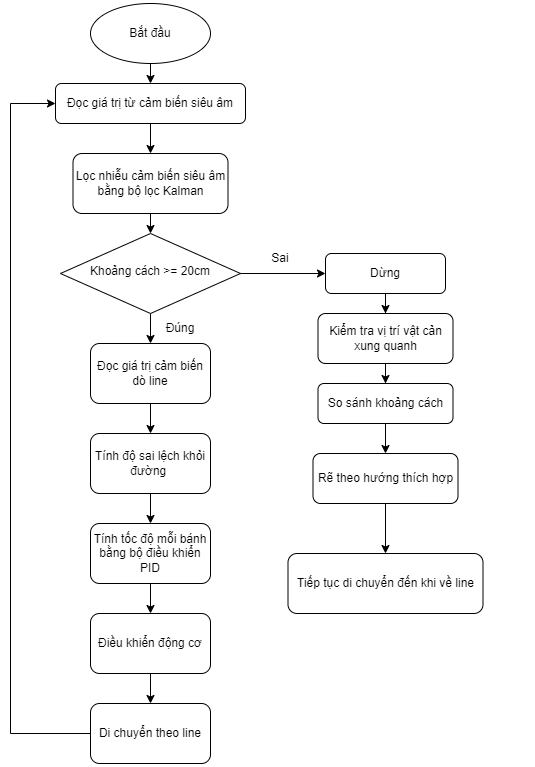 Bắt đầu
Đọc giá trị từ cảm biến siêu âm
Lọc nhiễu cảm biến siêu âm
bằng bộ lọc Kalman
Khoảng cách >= 20cm
Sai
Dừng
Đúng
Kiểm tra vị trí vật cản
xung quanh
Đọc giá trị cảm biến
dò line
So sánh khoảng cách
Tính độ sai lệch khỏi
đường
Rẽ theo hướng thích hợp
Tính tốc độ mỗi bánh
bằng bộ điều khiển
PID
Tiếp tục di chuyển đến khi về line
Điều khiển động cơ
Di chuyển theo line